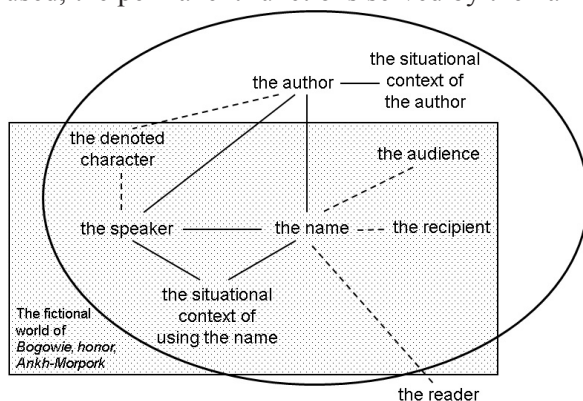 the author
the situational
context of
the author
the denoted
character
the audience
the speaker
the name
the recipient
the situational
context of
using the name
The fictional
world of
Bogowie, honor,
Ankh-Morpork
the reader